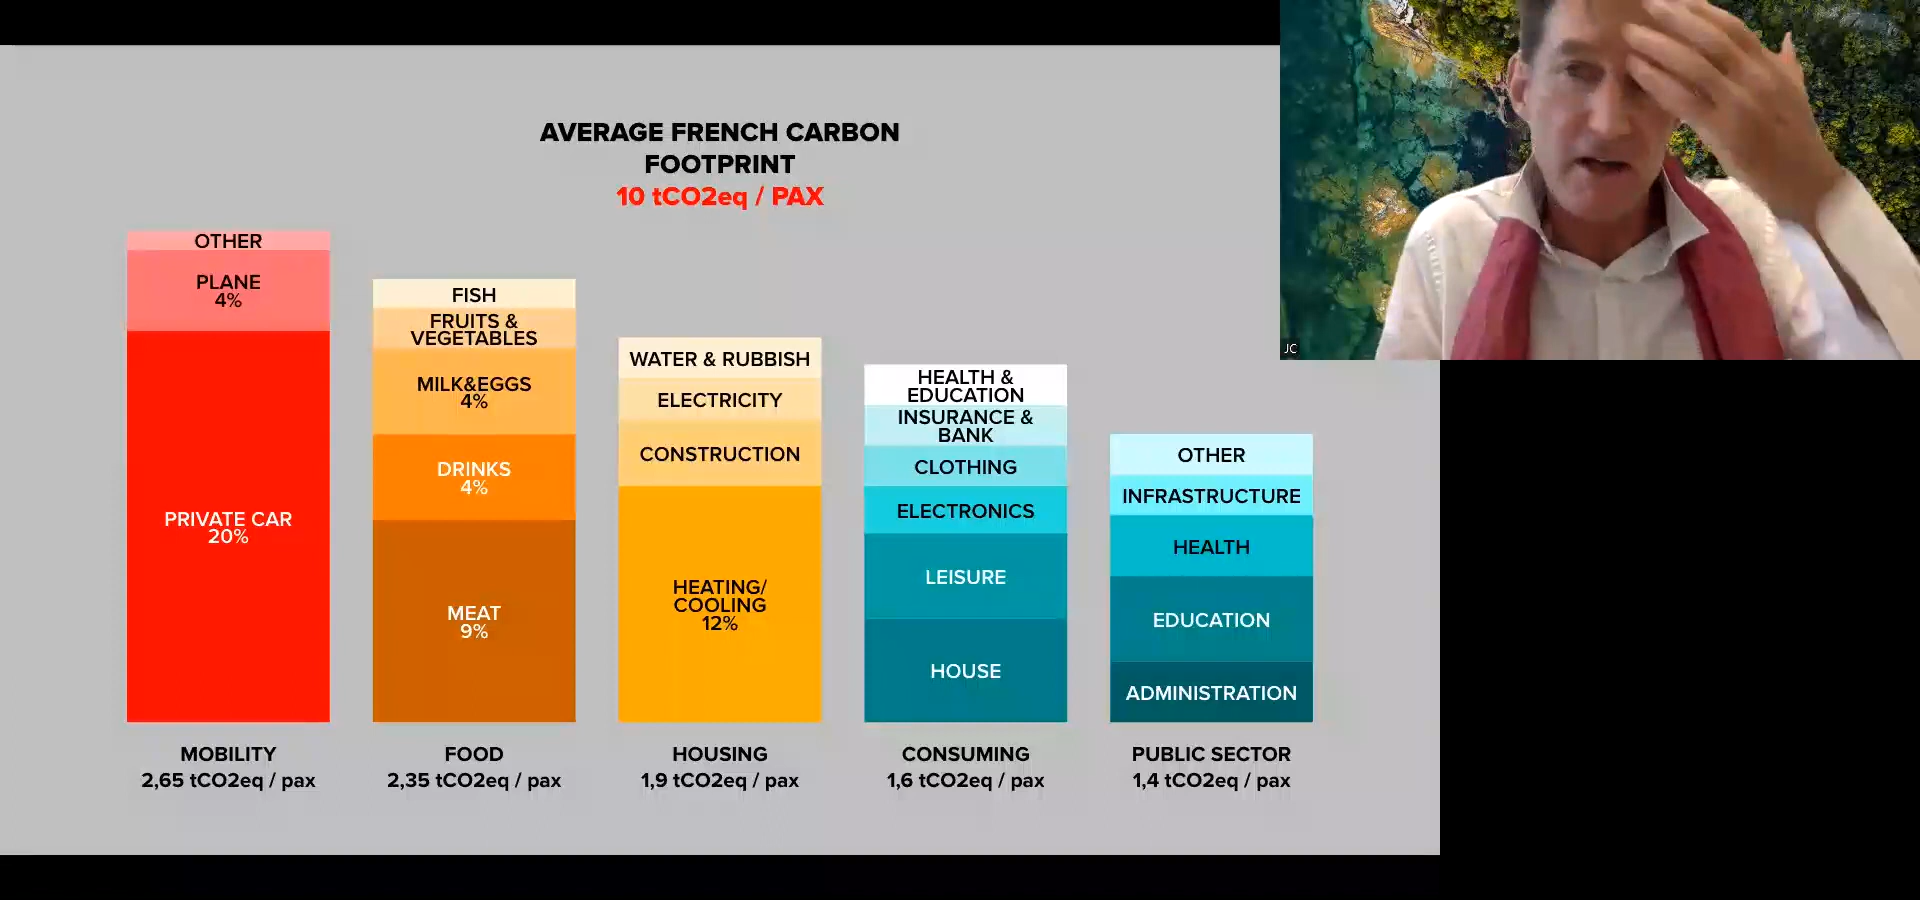 AVERAGE FRENCH CARBON
FOOTPRINT
10 tCO2eq / PAX
OTHER
PLANE
4%
PRIVATE CAR
20%
MOBILITY
2,65 tCO2eq / pax
FISH
FRUITS &
VEGETABLES
MILK&EGGS
4%
DRINKS
4%
MEAT
9%
FOOD
2,35 tCO2eq / pax
WATER & RUBBISH
ELECTRICITY
CONSTRUCTION
HEATING/
COOLING
12%
HOUSING
1,9 tCO2eq / pax
HEALTH &
EDUCATION
INSURANCE &
BANK
CLOTHING
ELECTRONICS
LEISURE
HOUSE
CONSUMING
1,6 tCO2eq / pax
OTHER
INFRASTRUCTURE
HEALTH
EDUCATION
ADMINISTRATION
PUBLIC SECTOR
1,4 tCO2eq / pax
JC